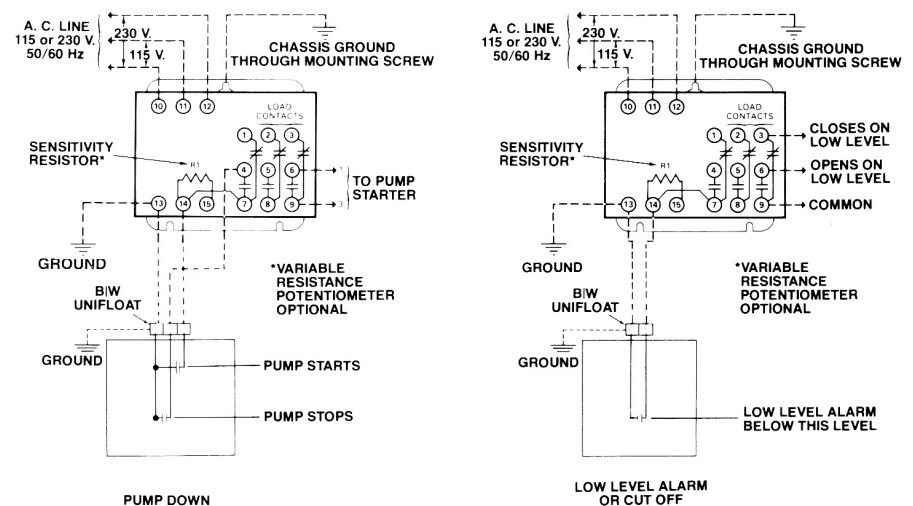 A. C. LINE
115 or 230 V.
50/60 Hz
230 V.
115 V.
CHASSIS GROUND
THROUGH MOUNTING SCREW
10 11 12
LOAD
CONTACTS
1 2 3
SENSITIVITY
RESISTOR*
R1
4 5 6
1
TO PUMP
STARTER
3
13 14 15 7 8 9
GROUND
*VARIABLE
RESISTANCE
POTENTIOMETER
OPTIONAL
B|W
UNIFLOAT
GROUND
PUMP STARTS
PUMP STOPS
PUMP DOWN
A. C. LINE
115 or 230 V.
50/60 Hz
230 V.
115 V.
CHASSIS GROUND
THROUGH MOUNTING SCREW
10 11 12
LOAD
CONTACTS
1 2 3
CLOSES ON
LOW LEVEL
SENSITIVITY
RESISTOR*
R1
4 5 6
OPENS ON
LOW LEVEL
13 14 15 7 8 9
COMMON
GROUND
*VARIABLE
RESISTANCE
POTENTIOMETER
OPTIONAL
B|W
UNIFLOAT
GROUND
LOW LEVEL ALARM
BELOW THIS LEVEL
LOW LEVEL ALARM
OR CUT OFF